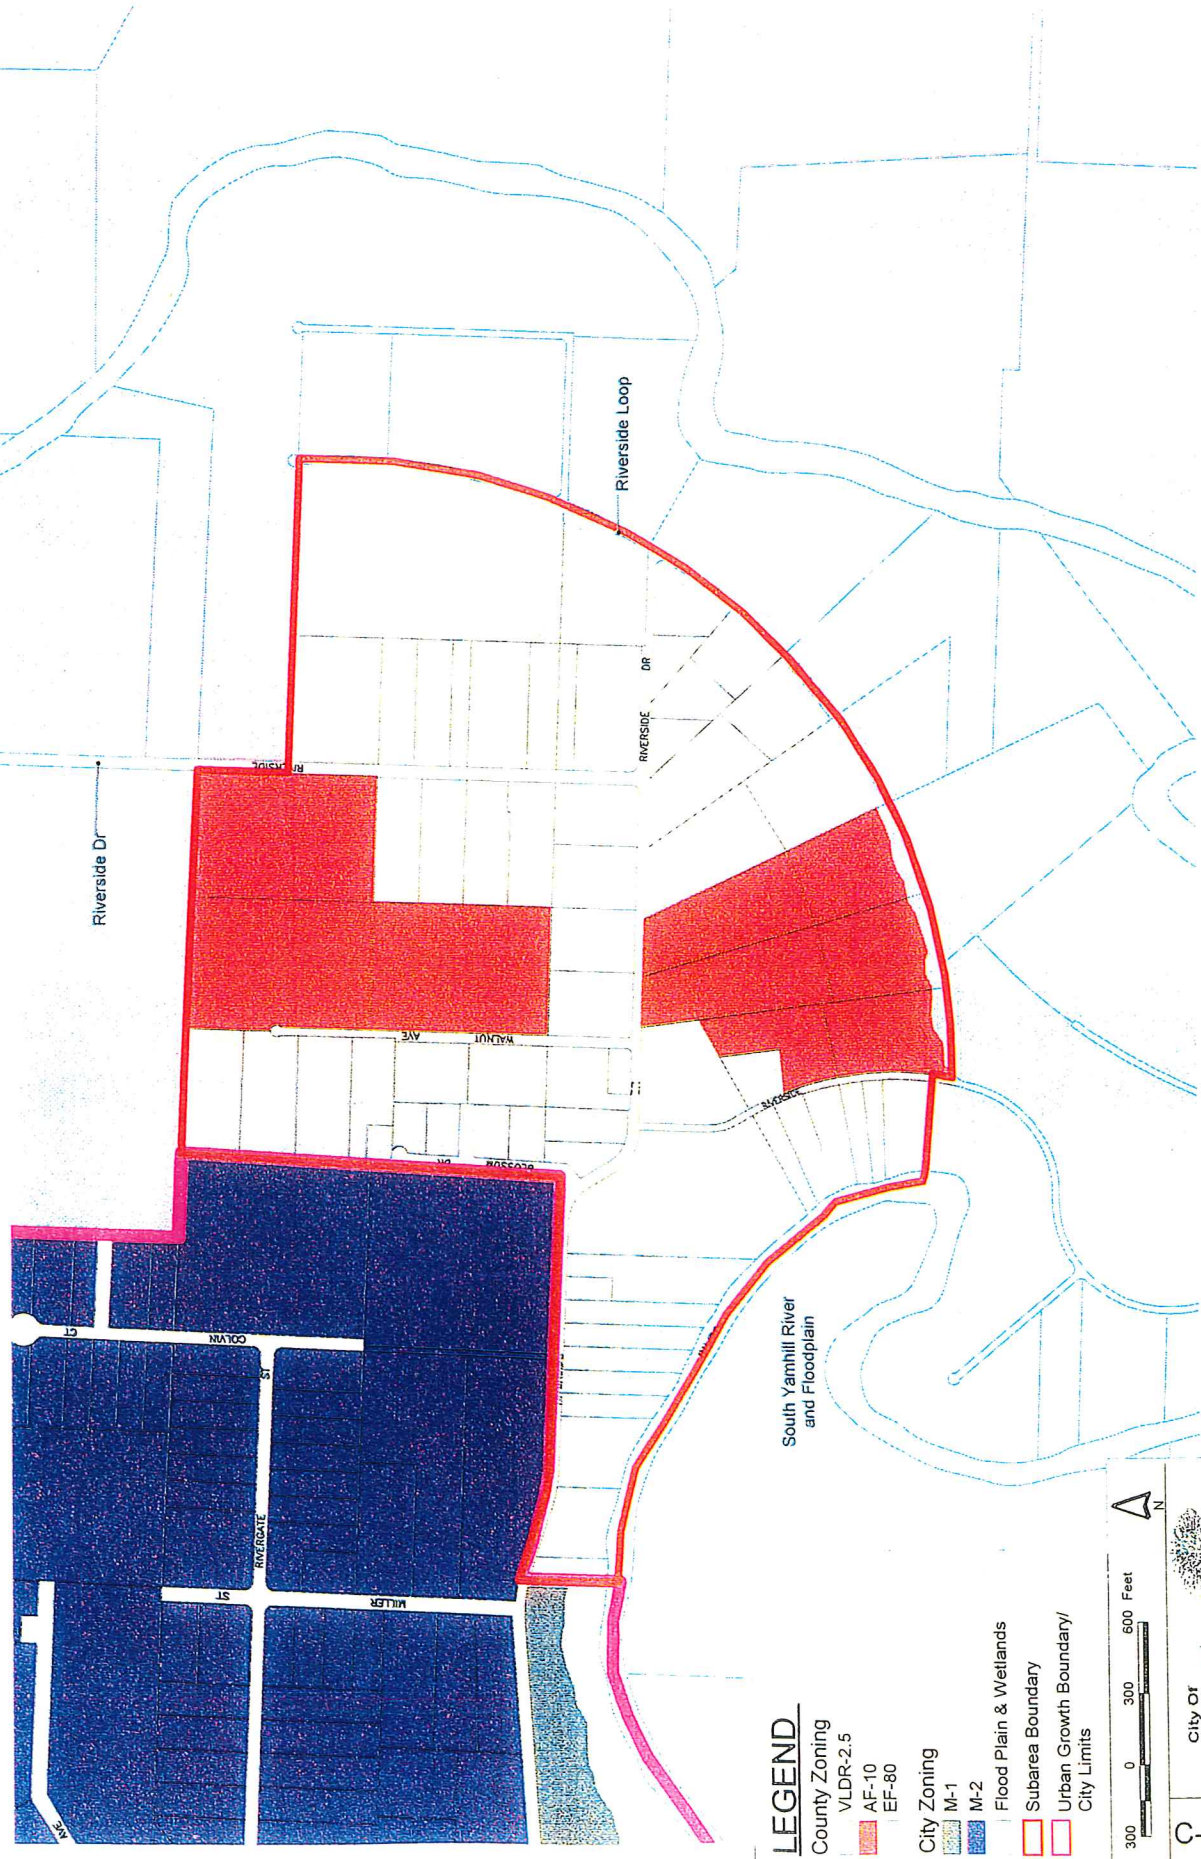 Riverside Dr
Riverside Loop
RIVERSIDE
DR
RIVERSIDE
WALNUT
AVE
BLOSSOM
DR
COLVIN
CT
RIVERGATE
ST
MILLER
ST
AVE
South Yamhill River
and Floodplain
LEGEND
County Zoning
VLDR-2.5
AF-10
EF-80
City Zoning
M-1
M-2
Flood Plain & Wetlands
Subarea Boundary
Urban Growth Boundary/
City Limits
300 0 300 600 Feet
N
City Of